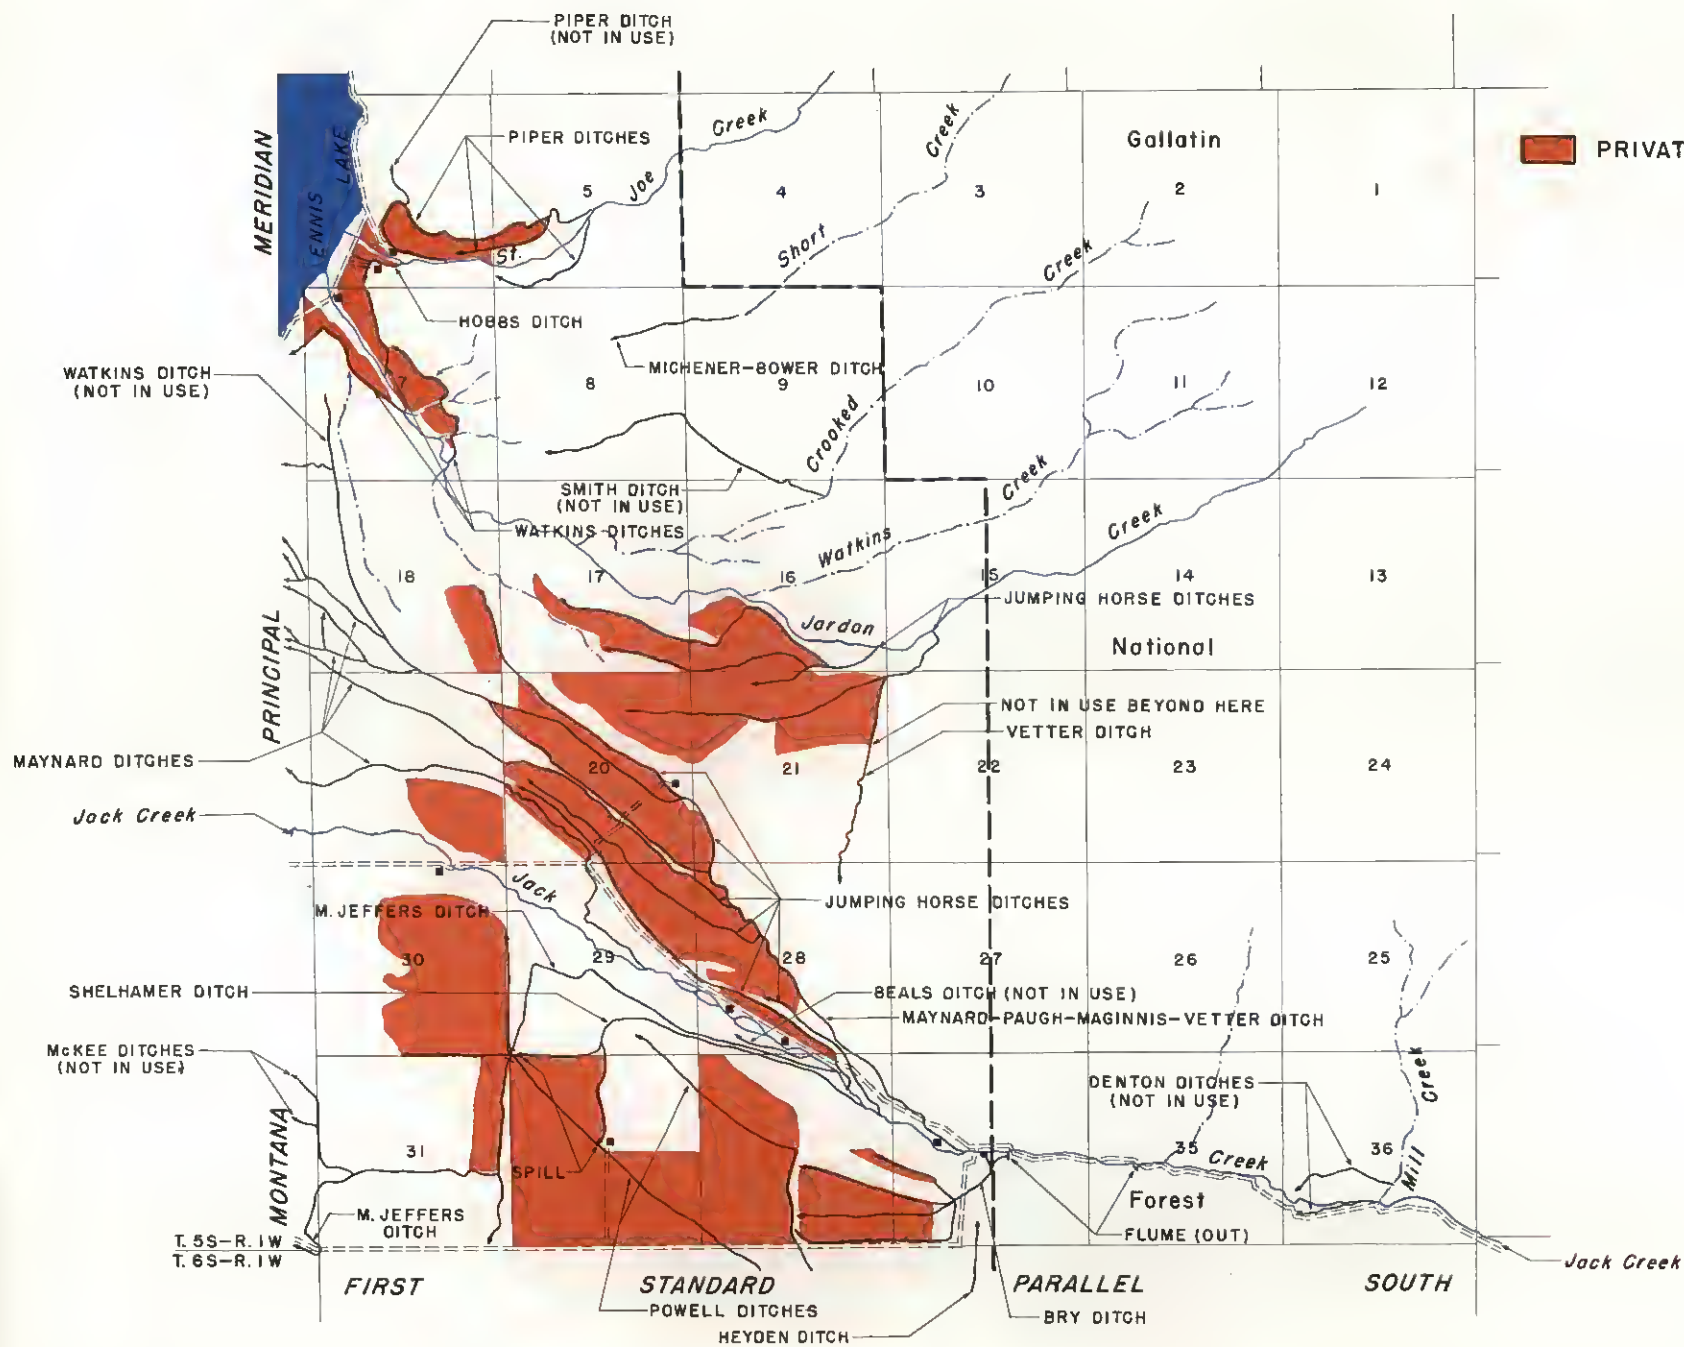 PIPER DITCH
(NOT IN USE)
PIPER DITCHES
Creek
Creek
Gallatin
PRIVAT
MERIDIAN
ENNIS LAKE
5
Joe
4
3
2
1
St.
Short
Creek
HOBBS DITCH
WATKINS DITCH
(NOT IN USE)
MICHENER-BOWER DITCH
7
8
9
10
11
12
Crooked
SMITH DITCH
(NOT IN USE)
Creek
WATKINS DITCHES
Watkins
Creek
18
17
16
15
14
13
JUMPING HORSE DITCHES
Jordan
National
PRINCIPAL
NOT IN USE BEYOND HERE
VETTER DITCH
MAYNARD DITCHES
20
21
22
23
24
Jack Creek
Jack
M. JEFFERS DITCH
JUMPING HORSE DITCHES
30
29
28
27
26
25
SHELHAMER DITCH
BEALS DITCH (NOT IN USE)
MAYNARD-PAUGH-MAGINNIS-VETTER DITCH
McKEE DITCHES
(NOT IN USE)
DENTON DITCHES
(NOT IN USE)
Creek
MONTANA
31
SPILL
35
Creek
36
Mill
Forest
M. JEFFERS
DITCH
FLUME (OUT)
T. 5S-R. 1W
T. 6S-R. 1W
Jack Creek
FIRST STANDARD PARALLEL SOUTH
POWELL DITCHES
BRY DITCH
HEYDEN DITCH